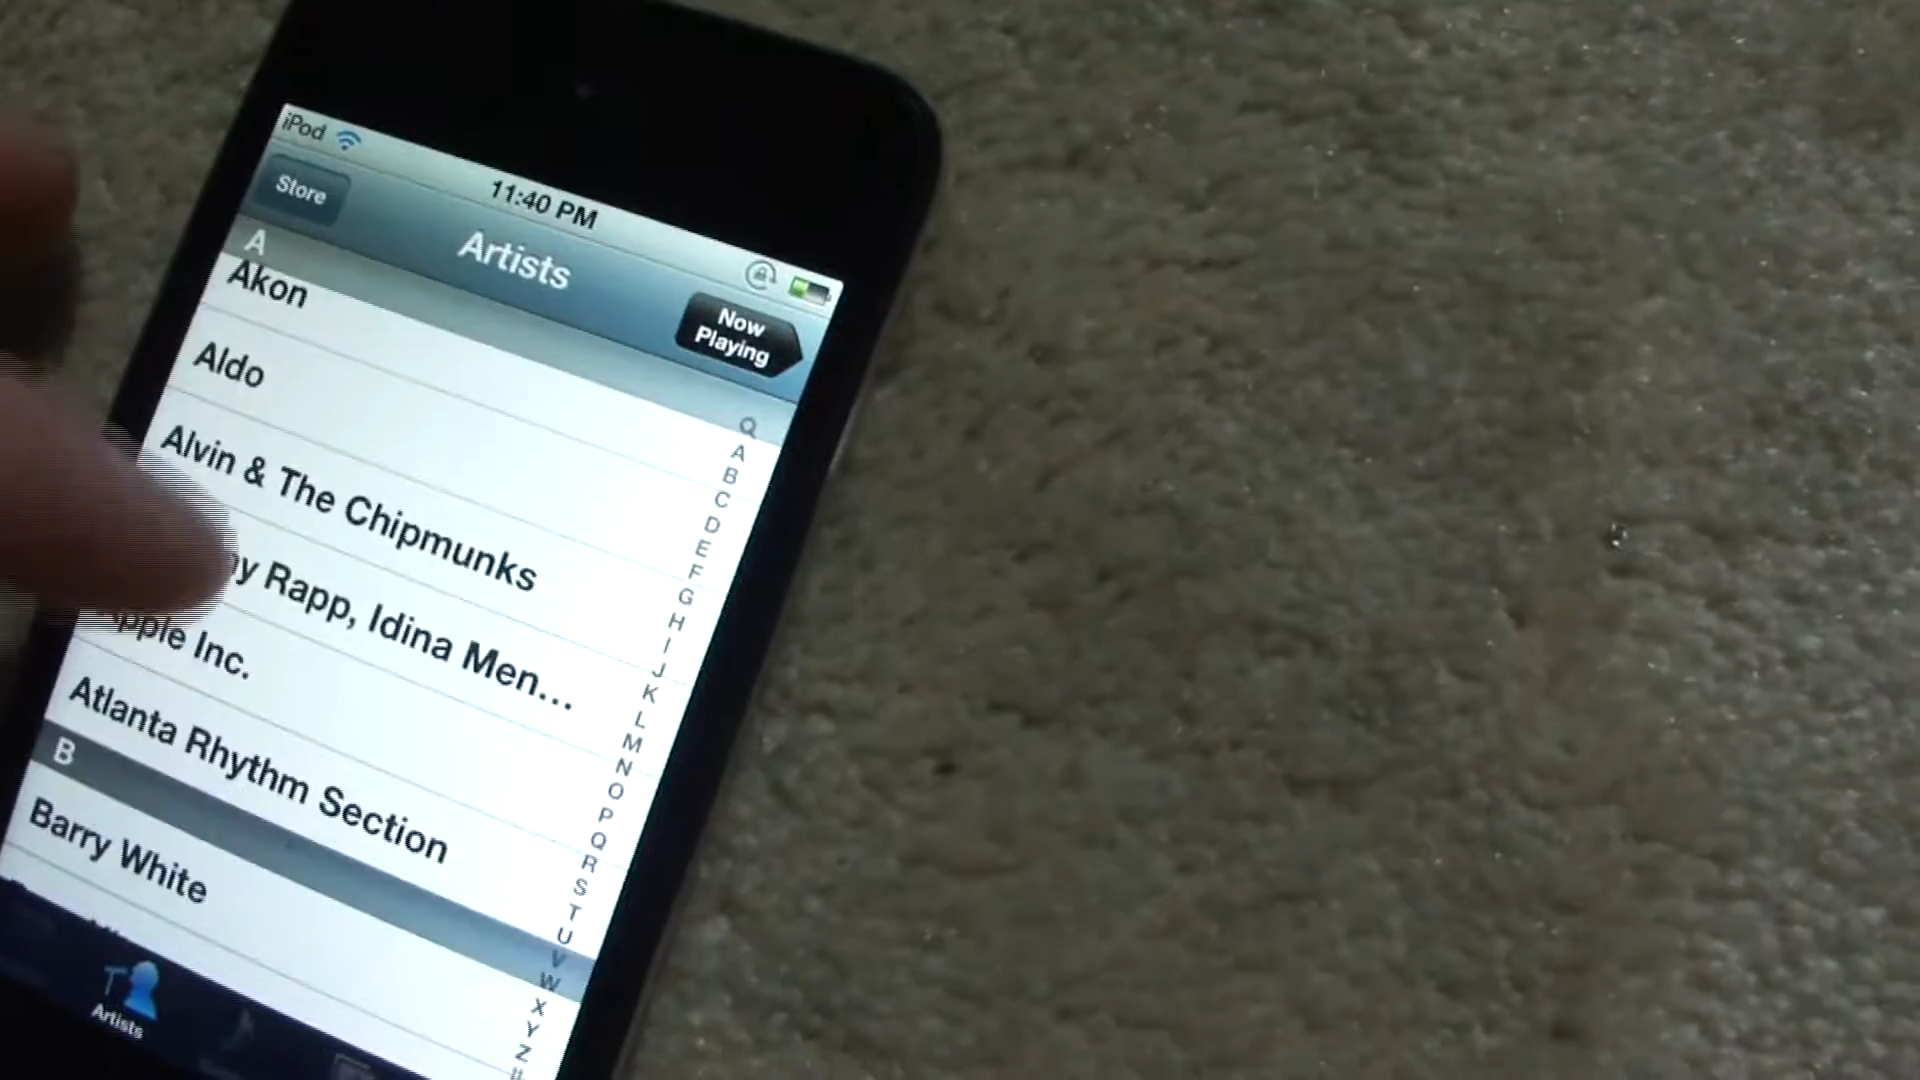 iPod
11:40 PM
Store
Artists
Now
Playing
A
Akon
Aldo
Alvin & The Chipmunks
Rapp, Idina Men...
Apple Inc.
Atlanta Rhythm Section
B
Barry White
A
B
C
D
E
F
G
H
I
J
K
L
M
N
O
P
Q
R
S
T
U
V
W
X
Y
Z
#
Artists